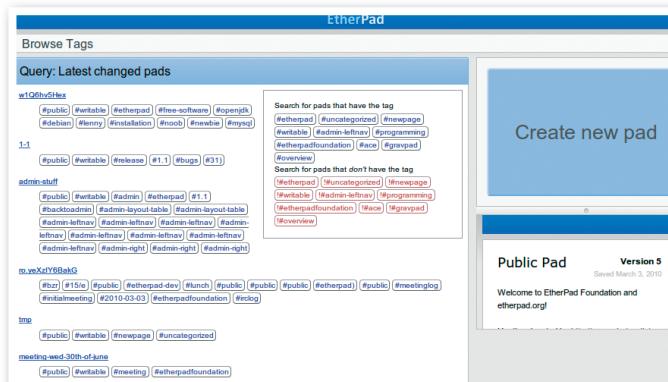 EtherPad
Browse Tags
Query: Latest changed pads
w1Q6hv5Hex
#public #writable #etherpad #free-software #openjdk
#debian #lenny #installation #noob #newbie #mysql
1-1
#public #writable #release #1.1 #bugs #31)
admin-stuff
#public #writable #admin #etherpad #1.1
#backtoadmin #admin-layout-table #admin-layout-table
#admin-leftnav #admin-leftnav #admin-leftnav #admin-
leftnav #admin-leftnav #admin-leftnav #admin-leftnav
#admin-leftnav #admin-right #admin-right #admin-right
ro.veXzIY6BakG
#bzr #15/e #public #etherpad-dev #lunch #public #public #public #etherpad) #public #meetinglog
#initialmeeting #2010-03-03 #etherpadfoundation #irclog
tmp
#public #writable #newpage #uncategorized
meeting-wed-30th-of-june
#public #writable #meeting #etherpadfoundation
Search for pads that have the tag
#etherpad #uncategorized #newpage
#writable #admin-leftnav #programming
#etherpadfoundation #ace #gravpad
#overview
Search for pads that don't have the tag
!#etherpad !#uncategorized !#newpage
!#writable !#admin-leftnav !#programming
!#etherpadfoundation !#ace !#gravpad
!#overview
Create new pad
Public Pad
Version 5
Saved March 3, 2010
Welcome to EtherPad Foundation and
etherpad.org!